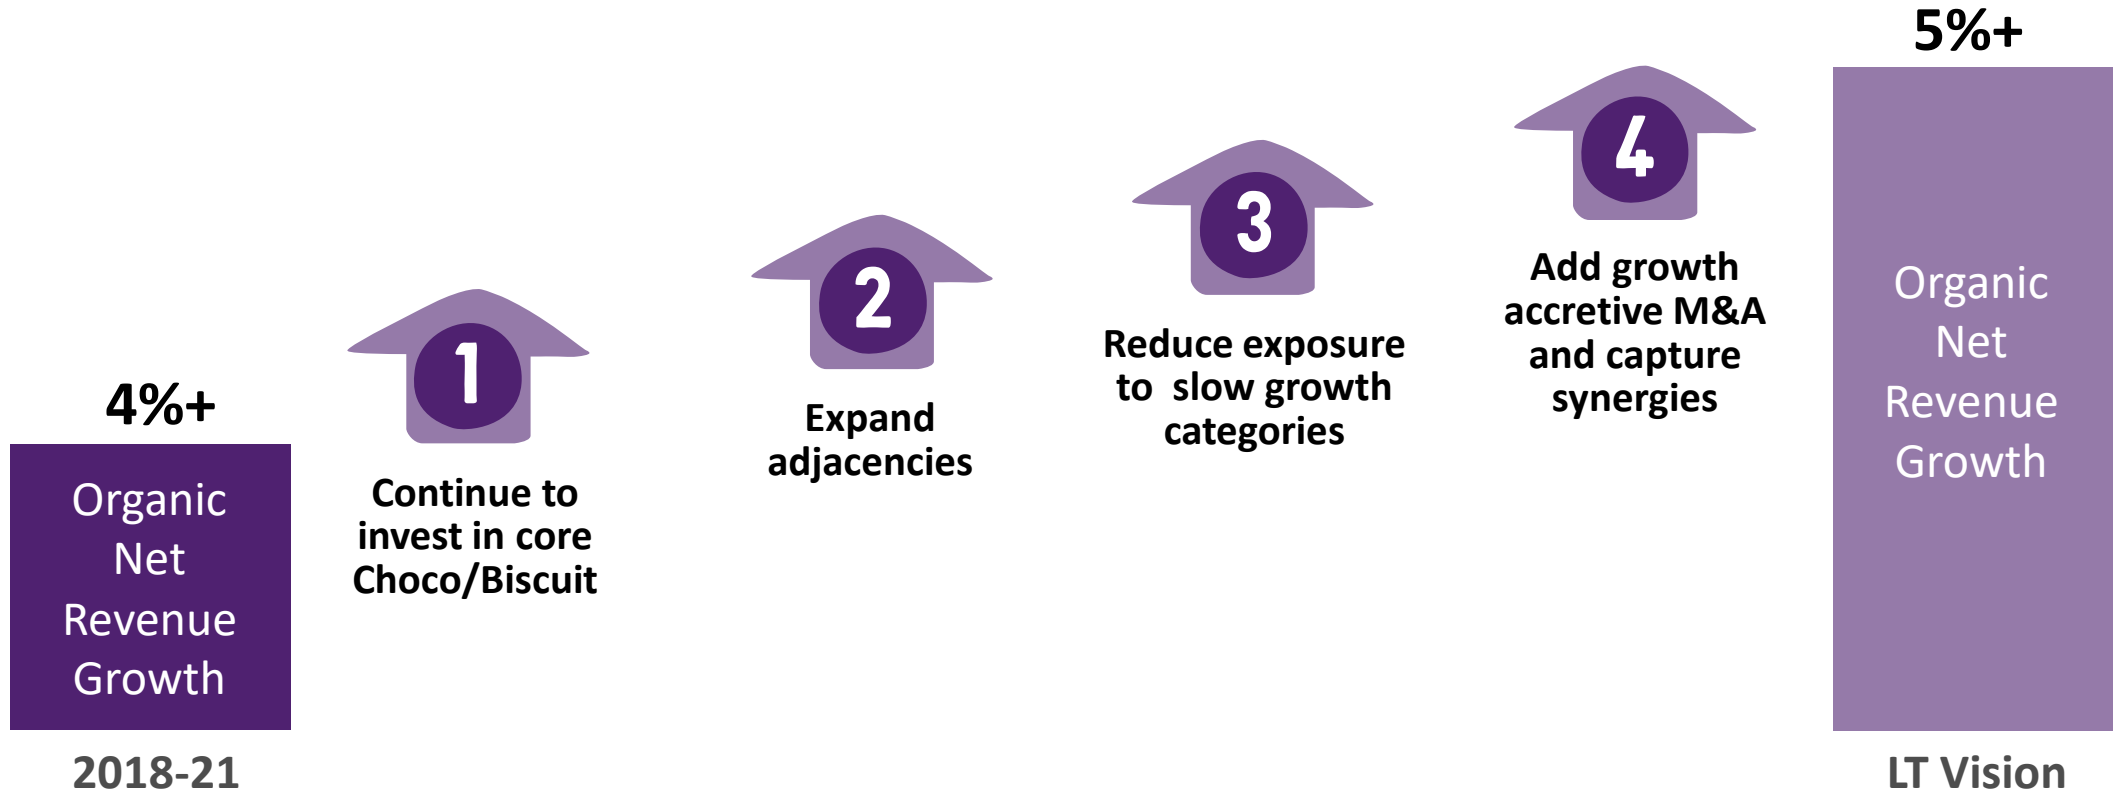 4%+
Organic
Net
Revenue
Growth
2018-21
1
Continue to
invest in core
Choco/Biscuit
2
Expand
adjacencies
3
Reduce exposure
to slow growth
categories
4
Add growth
accretive M&A
and capture
synergies
5%+
Organic
Net
Revenue
Growth
LT Vision